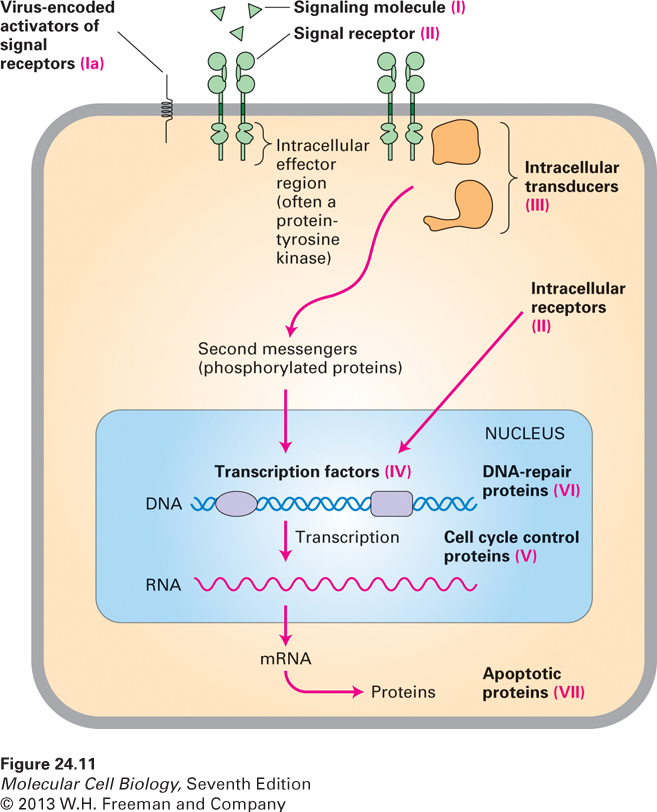 Virus-encoded
activators of
signal
receptors (Ia)
Signaling molecule (I)
Signal receptor (II)
Intracellular
effector
region
(often a
protein-
tyrosine
kinase)
Intracellular
transducers
(III)
Intracellular
receptors
(II)
Second messengers
(phosphorylated proteins)
NUCLEUS
Transcription factors (IV)
DNA-repair
proteins (VI)
DNA
Transcription
Cell cycle control
proteins (V)
RNA
mRNA
Proteins
Apoptotic
proteins (VII)
Figure 24.11
Molecular Cell Biology, Seventh Edition
© 2013 W.H. Freeman and Company